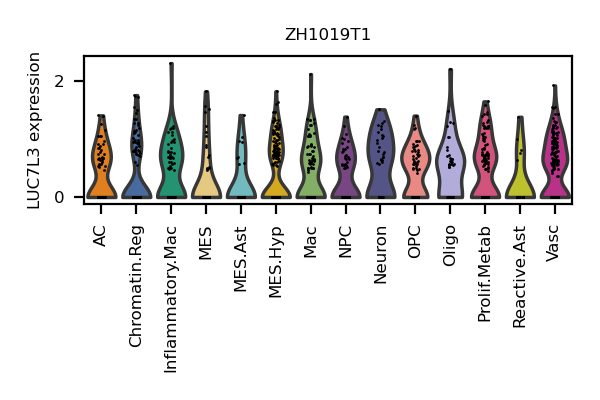 ZH1019T1
LUC7L3 expression
2
0
AC
Chromatin.Reg
Inflammatory.Mac
MES
MES.Ast
MES.Hyp
Mac
NPC
Neuron
OPC
Oligo
Prolif.Metab
Reactive.Ast
Vasc